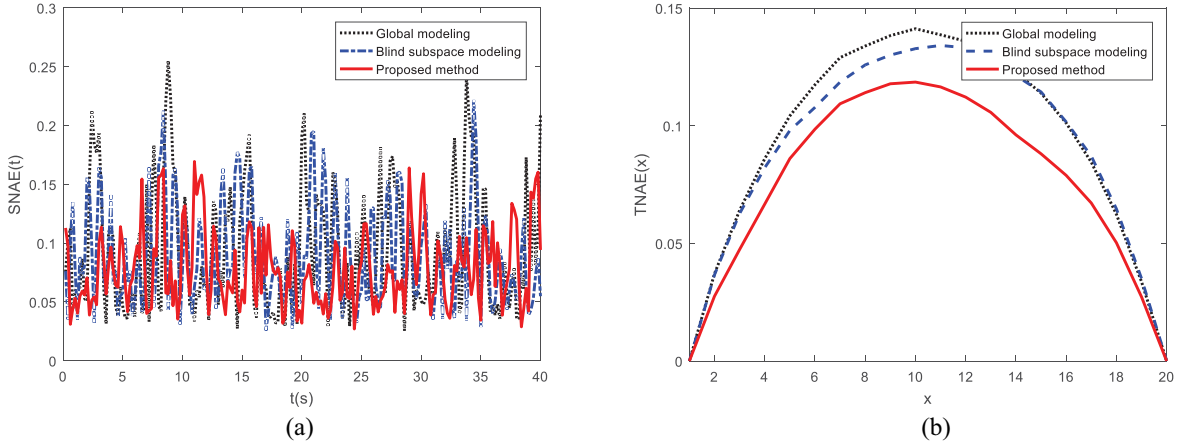 0.3
0.25
0.2
0.15
0.1
0.05
0
SNAE(t)
Global modeling
Blind subspace modeling
Proposed method
0 5 10 15 20 25 30 35 40
t(s)
(a)
0.15
0.1
0.05
0
TNAE(x)
Global modeling
Blind subspace modeling
Proposed method
2 4 6 8 10 12 14 16 18 20
x
(b)